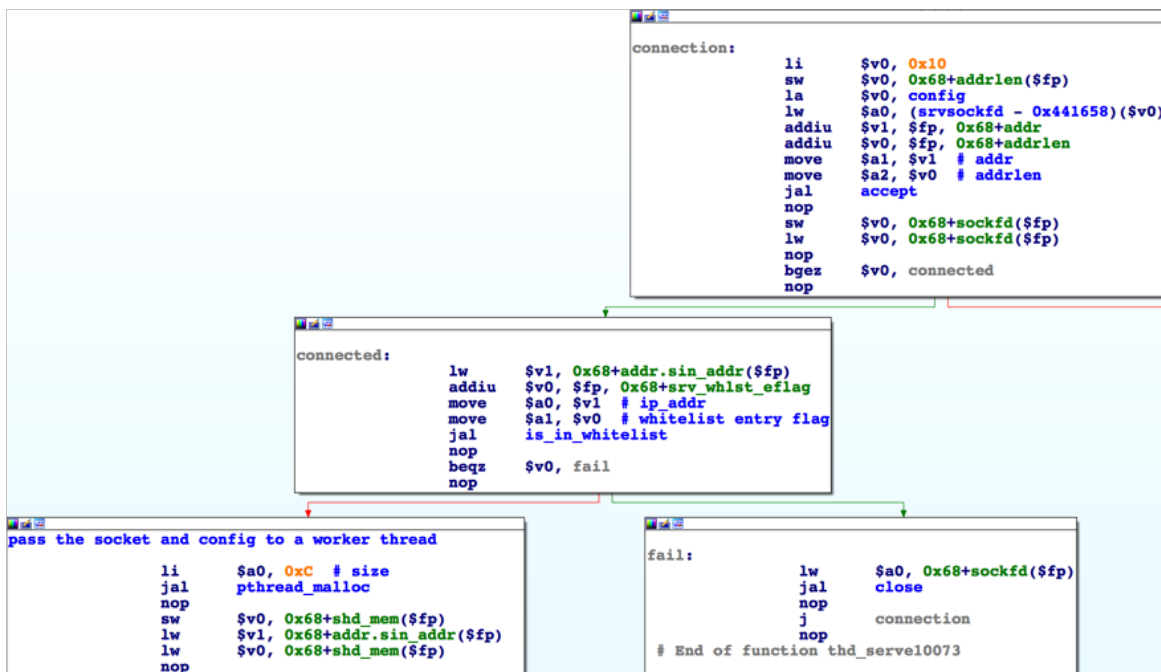 connection:
li $v0, 0x10
sw $v0, 0x68+addrlen($fp)
la $v0, config
lw $a0, (srvsockfd - 0x441658)($v0)
addiu $v1, $fp, 0x68+addr
addiu $v0, $fp, 0x68+addrlen
move $a1, $v1 # addr
move $a2, $v0 # addrlen
jal accept
nop
sw $v0, 0x68+sockfd($fp)
lw $v0, 0x68+sockfd($fp)
nop
bgez $v0, connected
nop
connected:
lw $v1, 0x68+addr.sin_addr($fp)
addiu $v0, $fp, 0x68+srv_whlst_eflag
move $a0, $v1 # ip_addr
move $a1, $v0 # whitelist entry flag
jal is_in_whitelist
nop
beqz $v0, fail
nop
pass the socket and config to a worker thread
li $a0, 0xC # size
jal pthread_malloc
nop
sw $v0, 0x68+shd_mem($fp)
lw $v1, 0x68+addr.sin_addr($fp)
lw $v0, 0x68+shd_mem($fp)
nop
fail:
lw $a0, 0x68+sockfd($fp)
jal close
nop
j connection
nop
# End of function thd_serve10073